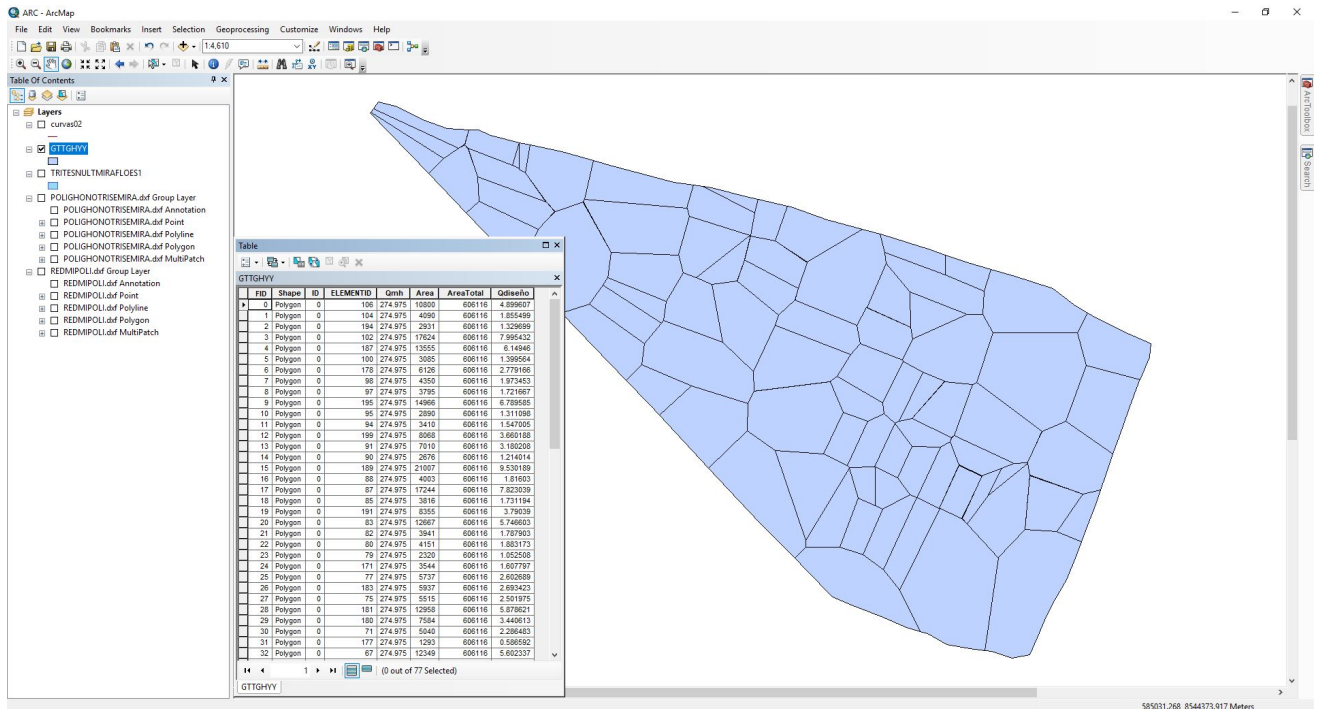 ARC - ArcMap
File Edit View Bookmarks Insert Selection Geoprocessing Customize Windows Help
1:4,610
Table Of Contents
Layers
curvas02
GTTGHYY
TRITESNULTMIRAFLOES1
POLIGHONOTRISEMIRA.dxf Group Layer
POLIGHONOTRISEMIRA.dxf Annotation
POLIGHONOTRISEMIRA.dxf Point
POLIGHONOTRISEMIRA.dxf Polyline
POLIGHONOTRISEMIRA.dxf Polygon
POLIGHONOTRISEMIRA.dxf MultiPatch
REDMIPOLI.dxf Group Layer
REDMIPOLI.dxf Annotation
REDMIPOLI.dxf Point
REDMIPOLI.dxf Polyline
REDMIPOLI.dxf Polygon
REDMIPOLI.dxf MultiPatch
Table
GTTGHYY
FID Shape ID ELEMENTID Qmh Area AreaTotal Qdiseño
0 Polygon 0 106 274.975 10800 606116 4.899607
1 Polygon 0 104 274.975 4090 606116 1.855499
2 Polygon 0 194 274.975 2931 606116 1.329699
3 Polygon 0 102 274.975 17624 606116 7.995432
4 Polygon 0 187 274.975 13555 606116 6.14946
5 Polygon 0 100 274.975 3085 606116 1.399564
6 Polygon 0 178 274.975 6126 606116 2.779166
7 Polygon 0 98 274.975 4350 606116 1.973453
8 Polygon 0 97 274.975 3795 606116 1.721667
9 Polygon 0 195 274.975 14966 606116 6.789585
10 Polygon 0 95 274.975 2890 606116 1.311098
11 Polygon 0 94 274.975 3410 606116 1.547005
12 Polygon 0 199 274.975 8068 606116 3.660188
13 Polygon 0 91 274.975 7010 606116 3.180208
14 Polygon 0 90 274.975 2676 606116 1.214014
15 Polygon 0 189 274.975 21007 606116 9.530189
16 Polygon 0 88 274.975 4003 606116 1.81603
17 Polygon 0 87 274.975 17244 606116 7.823039
18 Polygon 0 85 274.975 3816 606116 1.731194
19 Polygon 0 191 274.975 8355 606116 3.79039
20 Polygon 0 83 274.975 12667 606116 5.746603
21 Polygon 0 82 274.975 3941 606116 1.787903
22 Polygon 0 80 274.975 4151 606116 1.883173
23 Polygon 0 79 274.975 2320 606116 1.052508
24 Polygon 0 171 274.975 3544 606116 1.607797
25 Polygon 0 77 274.975 5737 606116 2.602689
26 Polygon 0 183 274.975 5937 606116 2.693423
27 Polygon 0 75 274.975 5515 606116 2.501975
28 Polygon 0 181 274.975 12958 606116 5.878621
29 Polygon 0 180 274.975 7584 606116 3.440613
30 Polygon 0 71 274.975 5040 606116 2.286483
31 Polygon 0 177 274.975 1293 606116 0.586592
32 Polygon 0 67 274.975 12349 606116 5.602337
1 (0 out of 77 Selected)
GTTGHYY
ArcToolbox
Search
585031.268 8544373.917 Meters